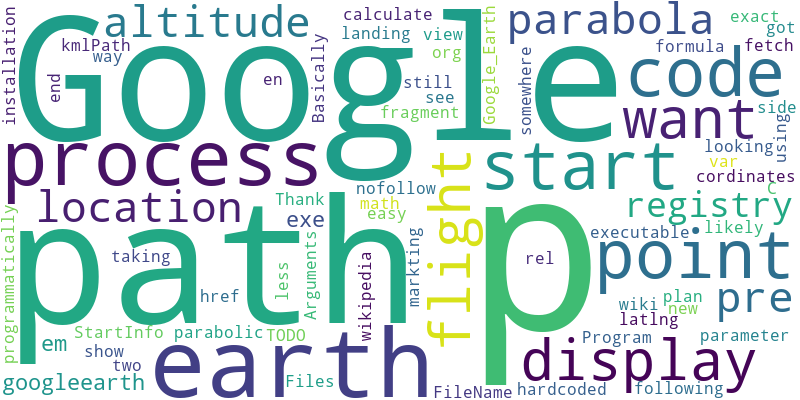 Google
path
p
earth
process
start
code
point
display
want
altitude
parabola
location
flight
registry
pre
installation
kmlPath
way
end
en
Basically
calculate
landing
view
org
still
see
fragment
Google_Earth
somewhere
exact
got
formula
fetch
side
using
looking
var
cordinates
C
likely
executable
nofollow
math
easy
Thank
exe
less
Arguments
wikipedia
markting
rel
href
taking
programmatically
em
StartInfo
parabolic
TODO
show
two
googleearth
Files
FileName
hardcoded
Program
following
parameter
wiki
plan
new
latlng